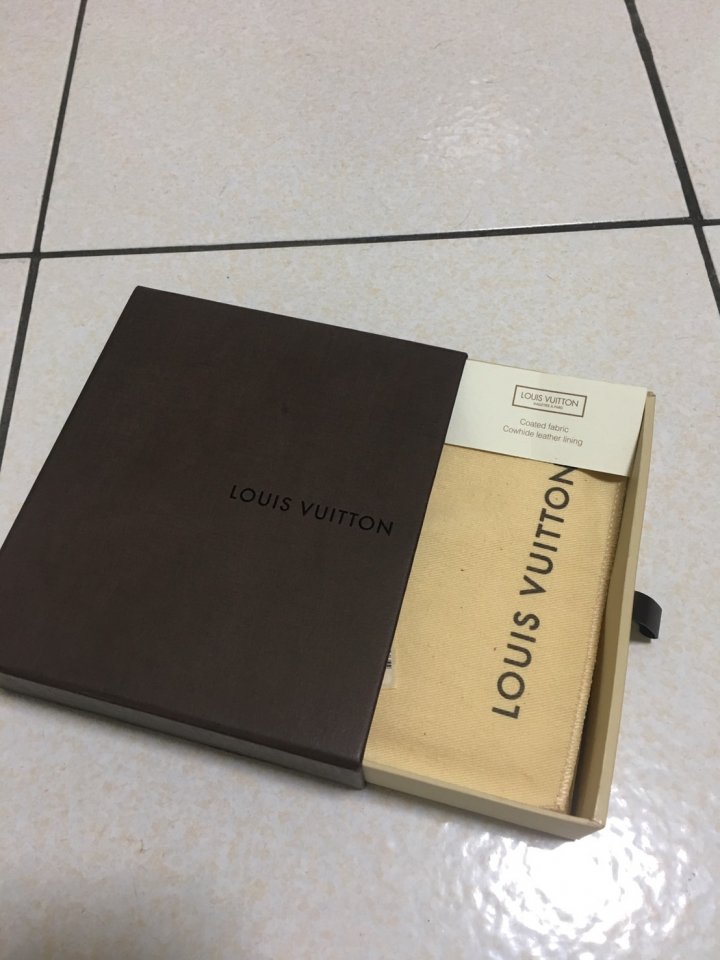 LOUIS VUITTON
LOUIS VUITTON
Coated fabric
Cowhide leather lining
LOUIS VUITTON